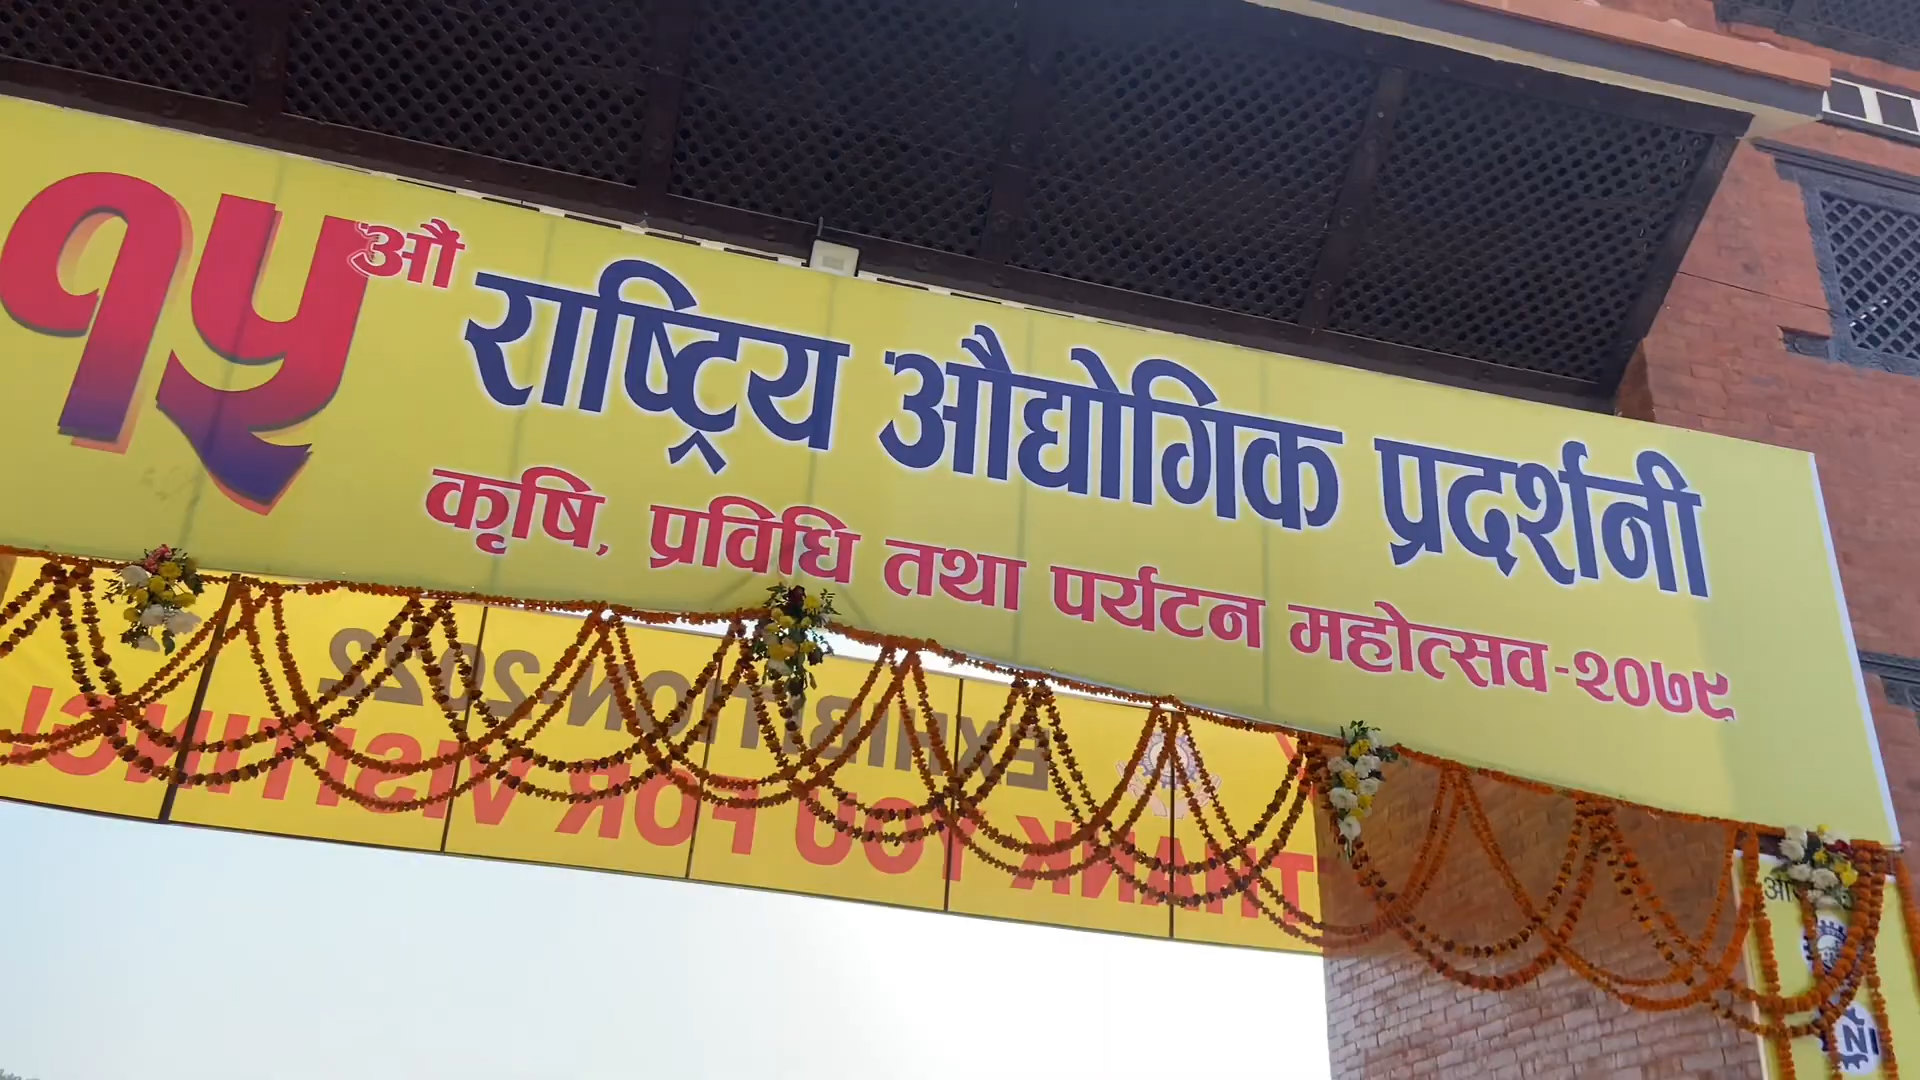 १५औं राष्ट्रिय औद्योगिक प्रदर्शनी
कृषि, प्रविधि तथा पर्यटन महोत्सव-२०७९
EXHIBITION-2022
THANK YOU FOR VISITING!